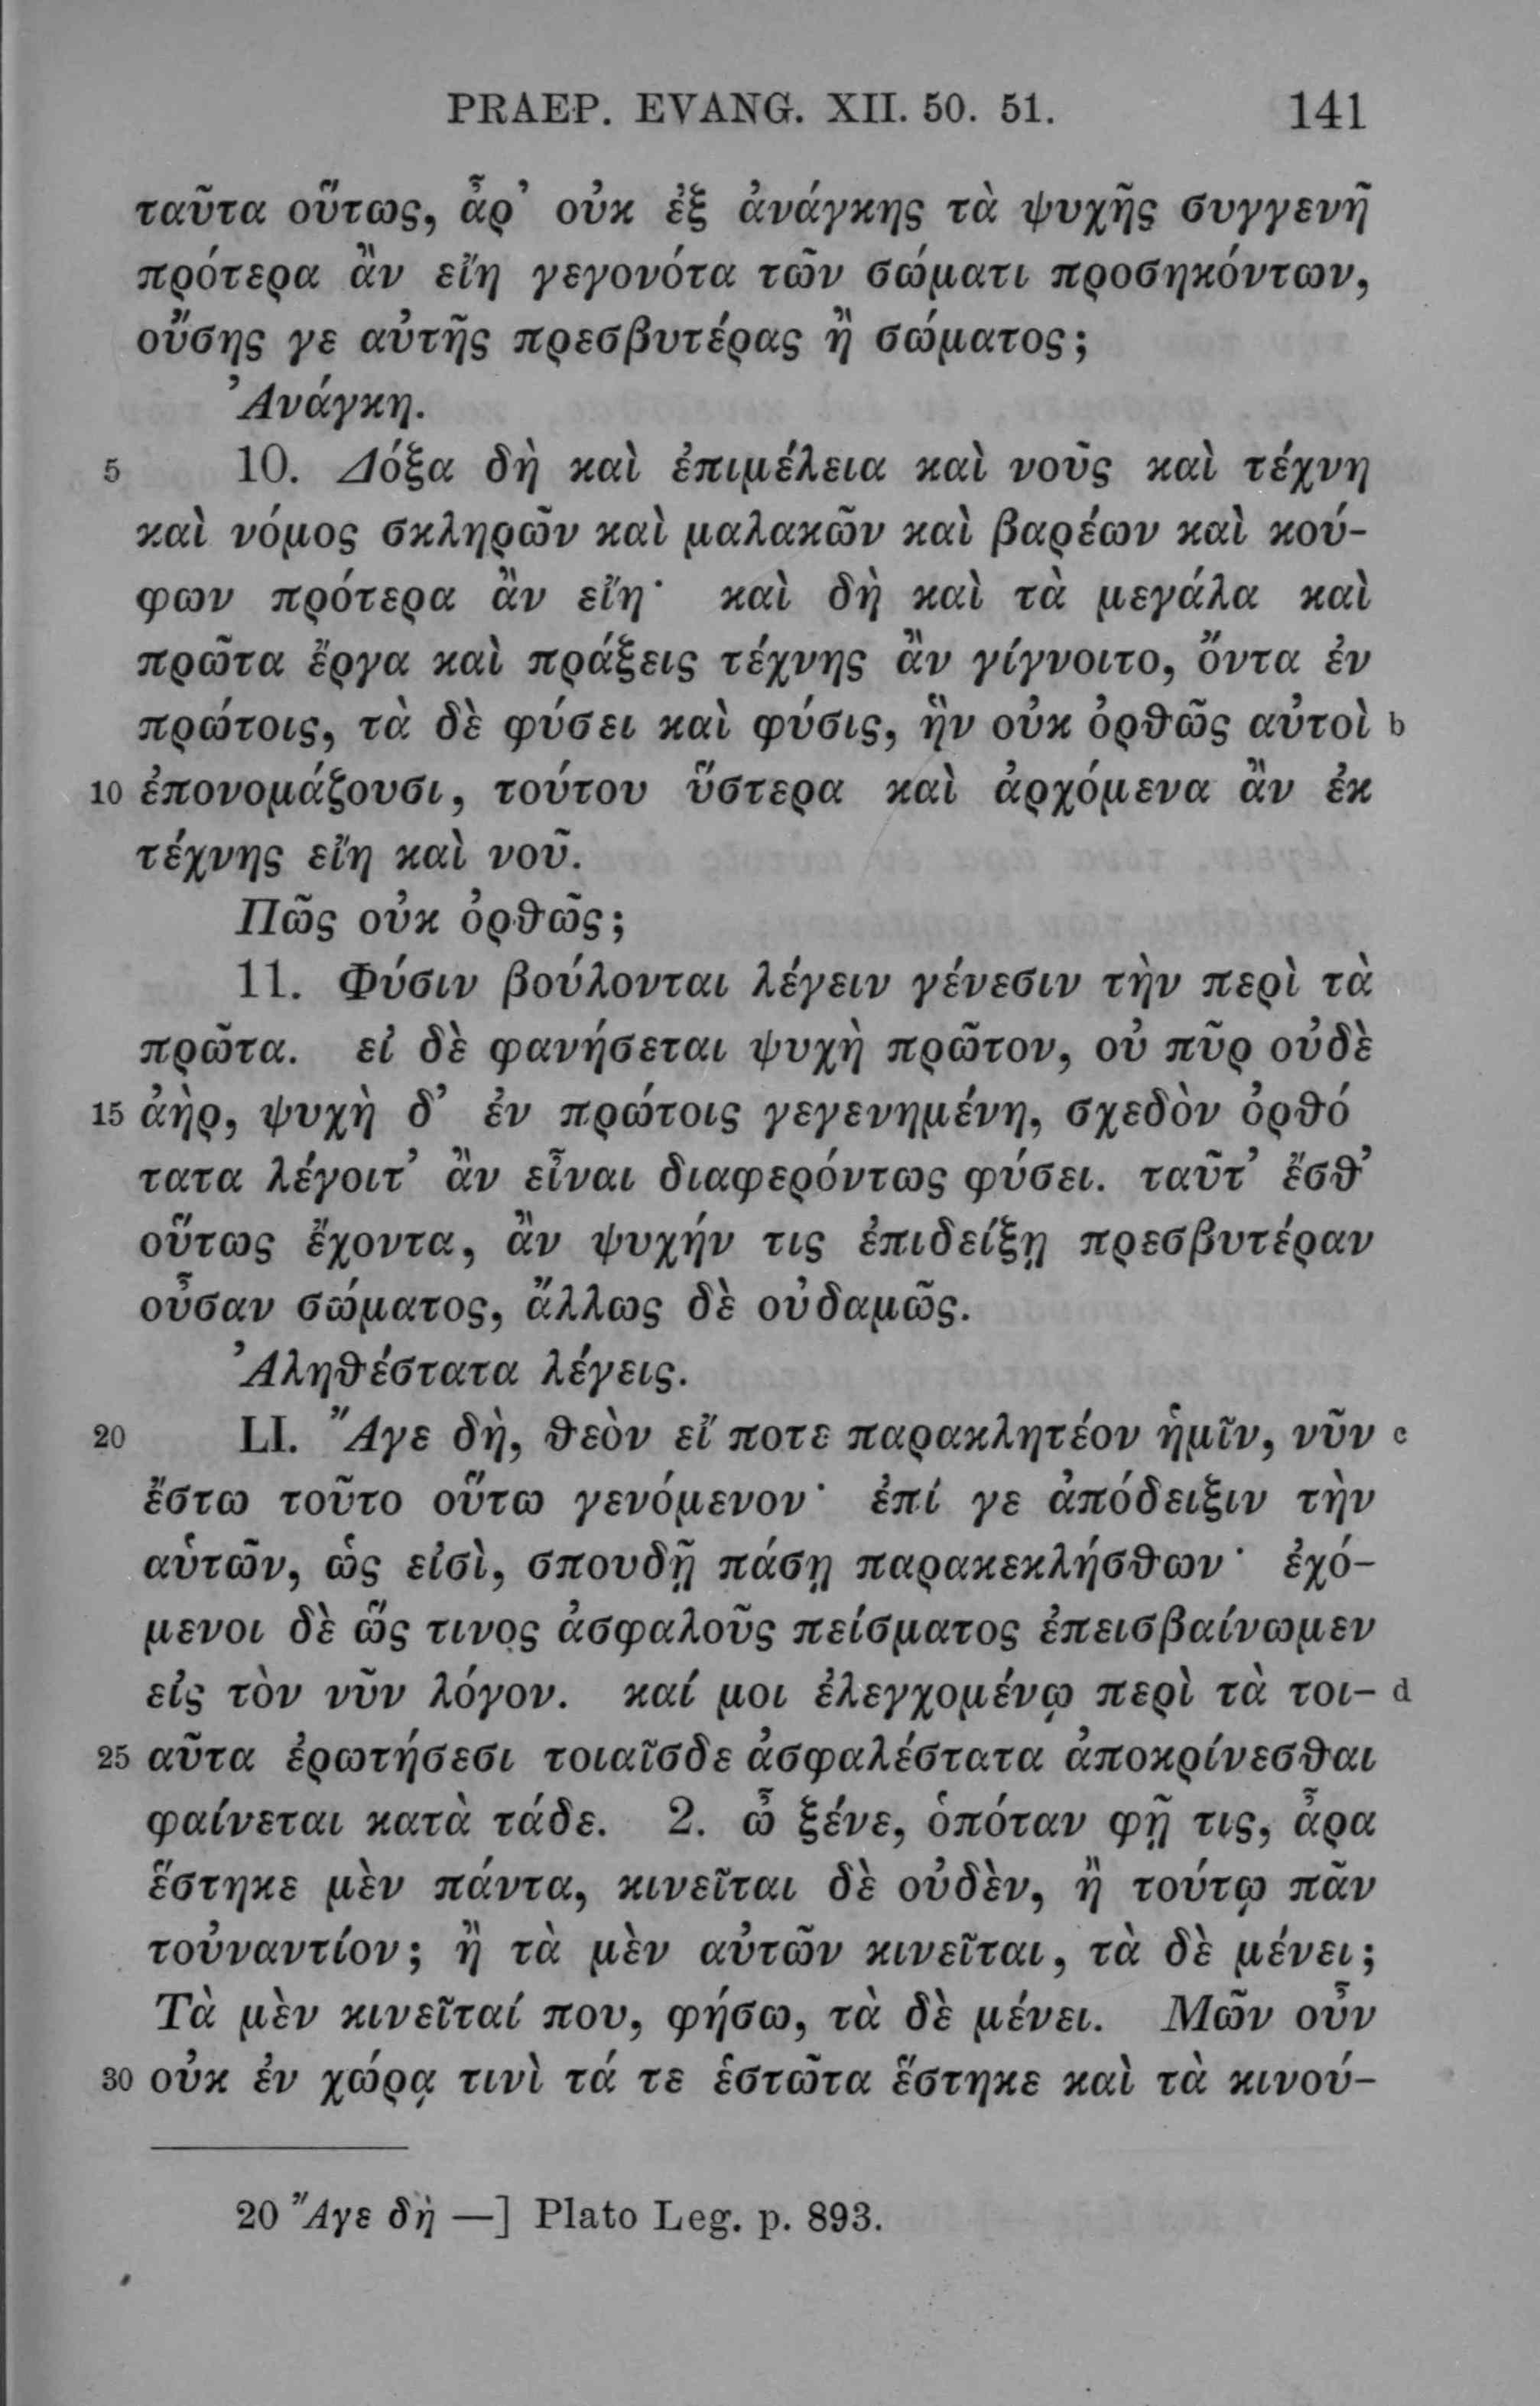 PRAEP. EVANG. XII. 50. 51. 141
ταῦτα οὕτως, ἆρ᾽ οὐκ ἐξ ἀνάγκης τὰ ψυχῆς συγγενῆ
πρότερα ἂν εἴη γεγονότα τῶν σώματι προσηκόντων,
οὔσης γε αὐτῆς πρεσβυτέρας ἢ σώματος;
Ἀνάγκη.
5 10. Δόξα δὴ καὶ ἐπιμέλεια καὶ νοῦς καὶ τέχνη
καὶ νόμος σκληρῶν καὶ μαλακῶν καὶ βαρέων καὶ κού-
φων πρότερα ἂν εἴη· καὶ δὴ καὶ τὰ μεγάλα καὶ
πρῶτα ἔργα καὶ πράξεις τέχνης ἂν γίγνοιτο, ὄντα ἐν
πρώτοις, τὰ δὲ φύσει καὶ φύσις, ἣν οὐκ ὀρθῶς αὐτοὶ b
10 ἐπονομάζουσι, τούτου ὕστερα καὶ ἀρχόμενα ἂν ἐκ
τέχνης εἴη καὶ νοῦ.
Πῶς οὐκ ὀρθῶς;
11. Φύσιν βούλονται λέγειν γένεσιν τὴν περὶ τὰ
πρῶτα. εἰ δὲ φανήσεται ψυχὴ πρῶτον, οὐ πῦρ οὐδὲ
15 ἀὴρ, ψυχὴ δ᾽ ἐν πρώτοις γεγενημένη, σχεδὸν ὀρθό
τατα λέγοιτ᾽ ἂν εἶναι διαφερόντως φύσει. ταῦτ᾽ ἔσθ᾽
οὕτως ἔχοντα, ἂν ψυχήν τις ἐπιδείξῃ πρεσβυτέραν
οὖσαν σώματος, ἄλλως δὲ οὐδαμῶς.
Ἀληθέστατα λέγεις.
20 LI. Ἄγε δὴ, θεὸν εἴ ποτε παρακλητέον ἡμῖν, νῦν c
ἔστω τοῦτο οὕτω γενόμενον· ἐπί γε ἀπόδειξιν τὴν
αὑτῶν, ὡς εἰσὶ, σπουδῇ πάσῃ παρακεκλήσθων· ἐχό-
μενοι δὲ ὥς τινος ἀσφαλοῦς πείσματος ἐπεισβαίνωμεν
εἰς τὸν νῦν λόγον. καί μοι ἐλεγχομένῳ περὶ τὰ τοι- d
25 αῦτα ἐρωτήσεσι τοιαῖσδε ἀσφαλέστατα ἀποκρίνεσθαι
φαίνεται κατὰ τάδε. 2. ὦ ξένε, ὁπόταν φῇ τις, ἆρα
ἕστηκε μὲν πάντα, κινεῖται δὲ οὐδὲν, ἢ τούτῳ πᾶν
τοὐναντίον; ἢ τὰ μὲν αὐτῶν κινεῖται, τὰ δὲ μένει;
Τὰ μὲν κινεῖταί που, φήσω, τὰ δὲ μένει. Μῶν οὖν
30 οὐκ ἐν χώρᾳ τινὶ τά τε ἑστῶτα ἕστηκε καὶ τὰ κινού-
20 Ἄγε δὴ —] Plato Leg. p. 893.